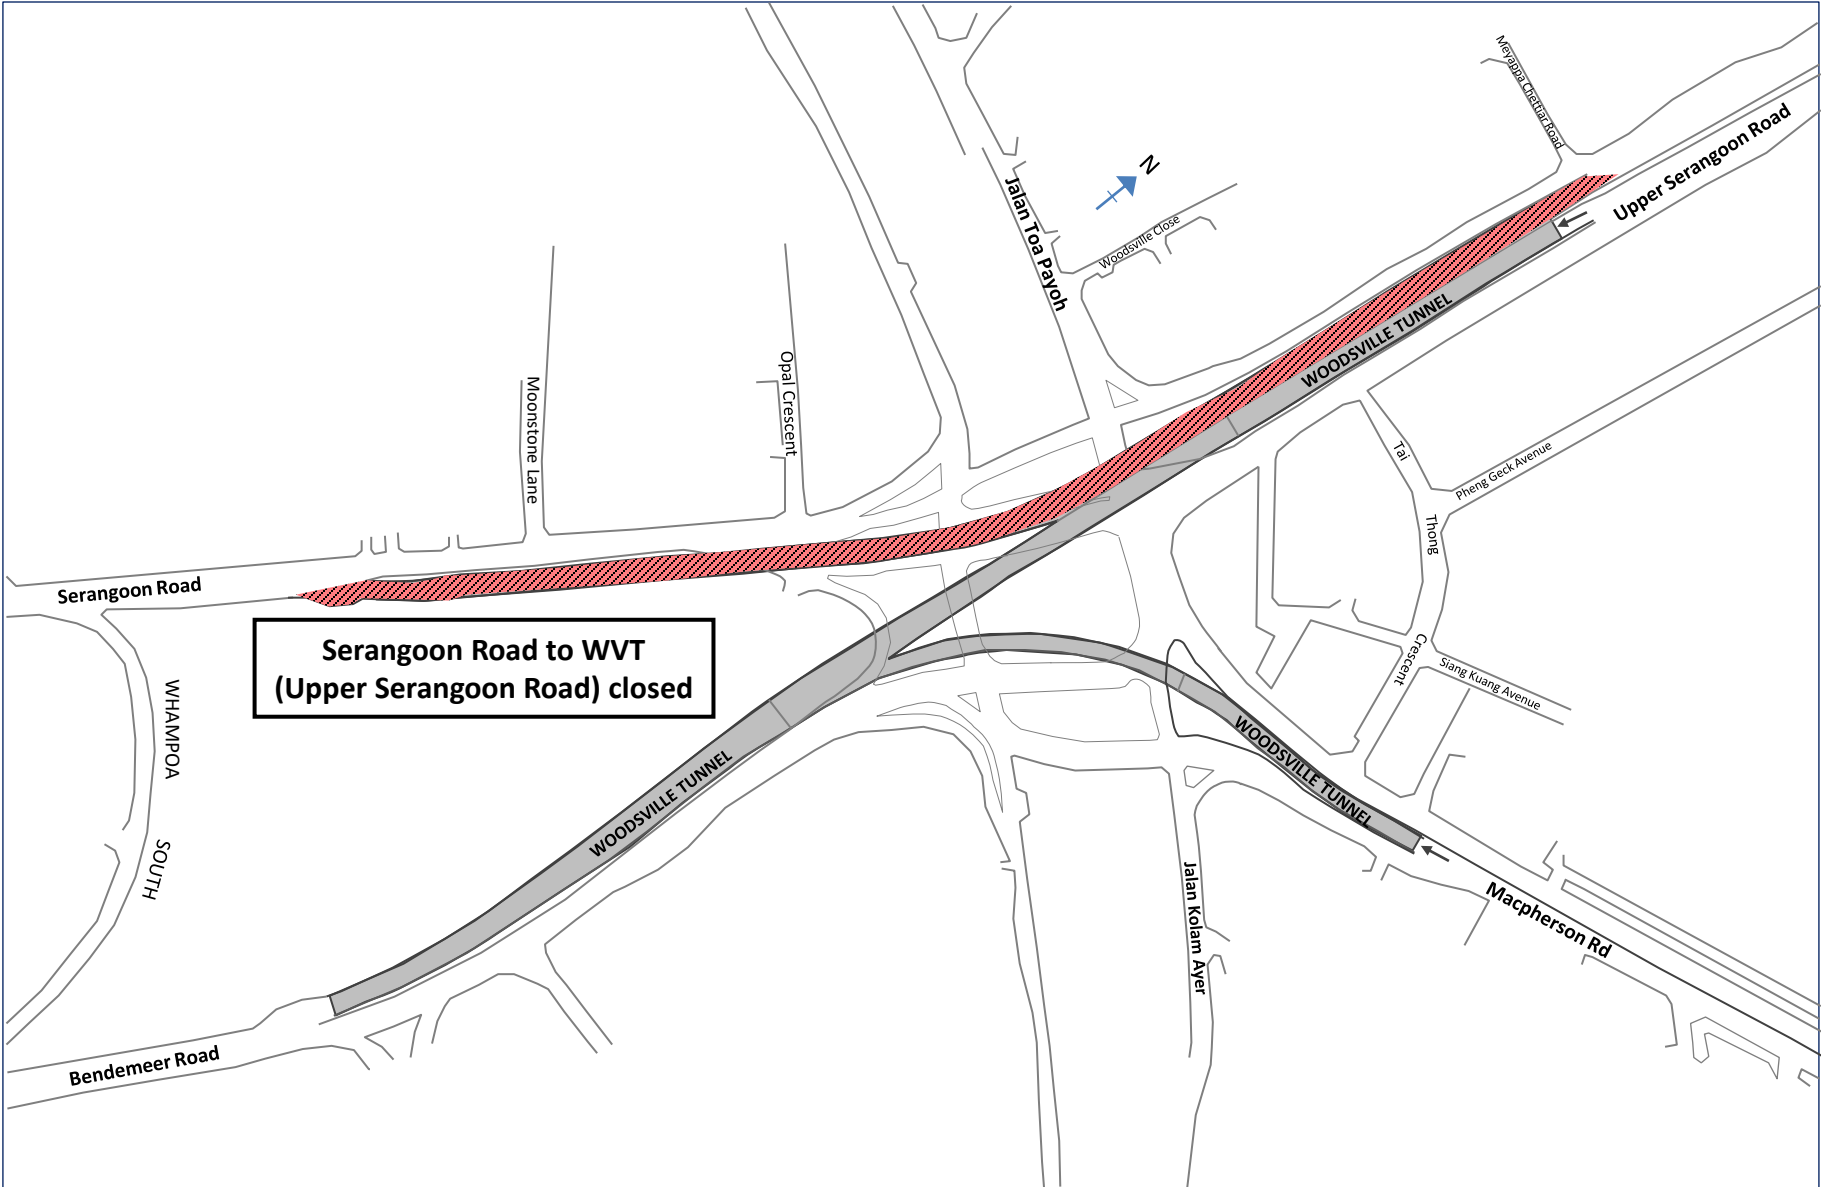 Meyappa Chettiar Road
Upper Serangoon Road
N
Jalan Toa Payoh
Woodsville Close
WOODSVILLE TUNNEL
Opal Crescent
Moonstone Lane
Tai
Thong
Crescent
Pheng Geck Avenue
Serangoon Road
Serangoon Road to WVT
(Upper Serangoon Road) closed
Siang Kuang Avenue
WHAMPOA
SOUTH
WOODSVILLE TUNNEL
WOODSVILLE TUNNEL
Jalan Kolam Ayer
Macpherson Rd
Bendemeer Road